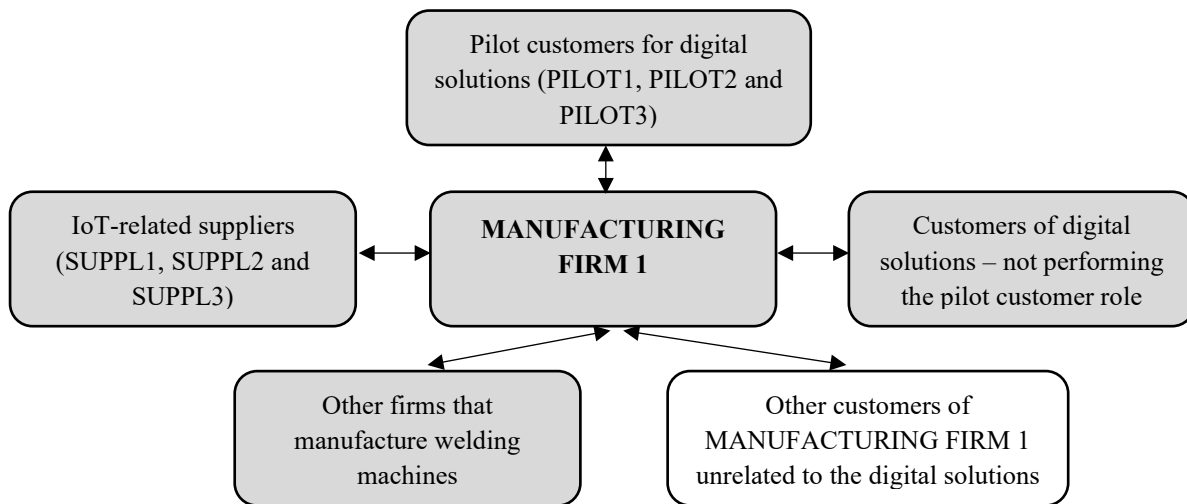 Pilot customers for digital
solutions (PILOT1, PILOT2 and
PILOT3)
IoT-related suppliers
(SUPPL1, SUPPL2 and
SUPPL3)
MANUFACTURING
FIRM 1
Customers of digital
solutions – not performing
the pilot customer role
Other firms that
manufacture welding
machines
Other customers of
MANUFACTURING FIRM 1
unrelated to the digital solutions